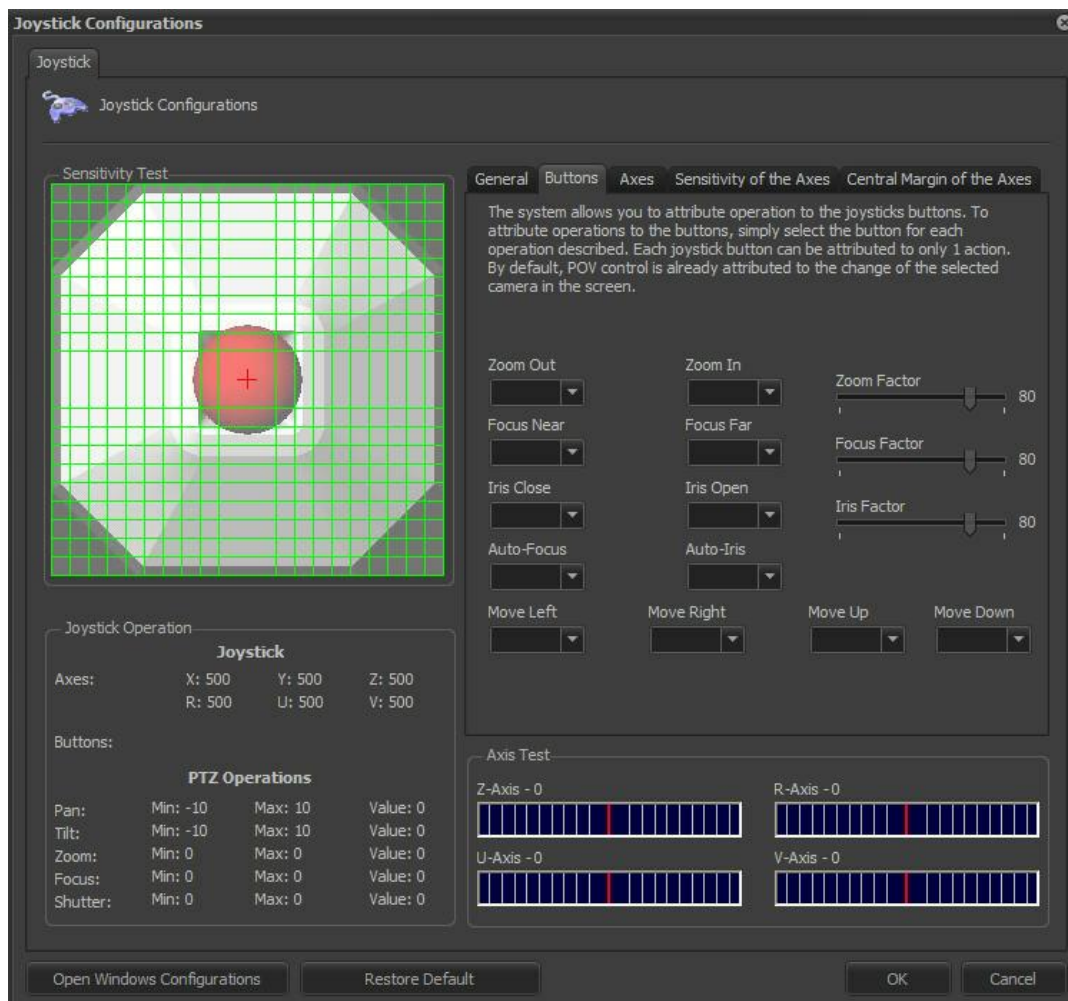 Joystick Configurations
Joystick
Joystick Configurations
Sensitivity Test
General Buttons Axes Sensitivity of the Axes Central Margin of the Axes
The system allows you to attribute operation to the joysticks buttons. To
attribute operations to the buttons, simply select the button for each
operation described. Each joystick button can be attributed to only 1 action.
By default, POV control is already attributed to the change of the selected
camera in the screen.
Zoom Out Zoom In Zoom Factor 80
Focus Near Focus Far Focus Factor 80
Iris Close Iris Open Iris Factor 80
Auto-Focus Auto-Iris
Move Left Move Right Move Up Move Down
Joystick Operation
Joystick
Axes: X: 500 Y: 500 Z: 500
R: 500 U: 500 V: 500
Buttons:
PTZ Operations
Pan: Min: -10 Max: 10 Value: 0
Tilt: Min: -10 Max: 10 Value: 0
Zoom: Min: 0 Max: 0 Value: 0
Focus: Min: 0 Max: 0 Value: 0
Shutter: Min: 0 Max: 0 Value: 0
Axis Test
Z-Axis - 0 R-Axis - 0
U-Axis - 0 V-Axis - 0
Open Windows Configurations Restore Default OK Cancel